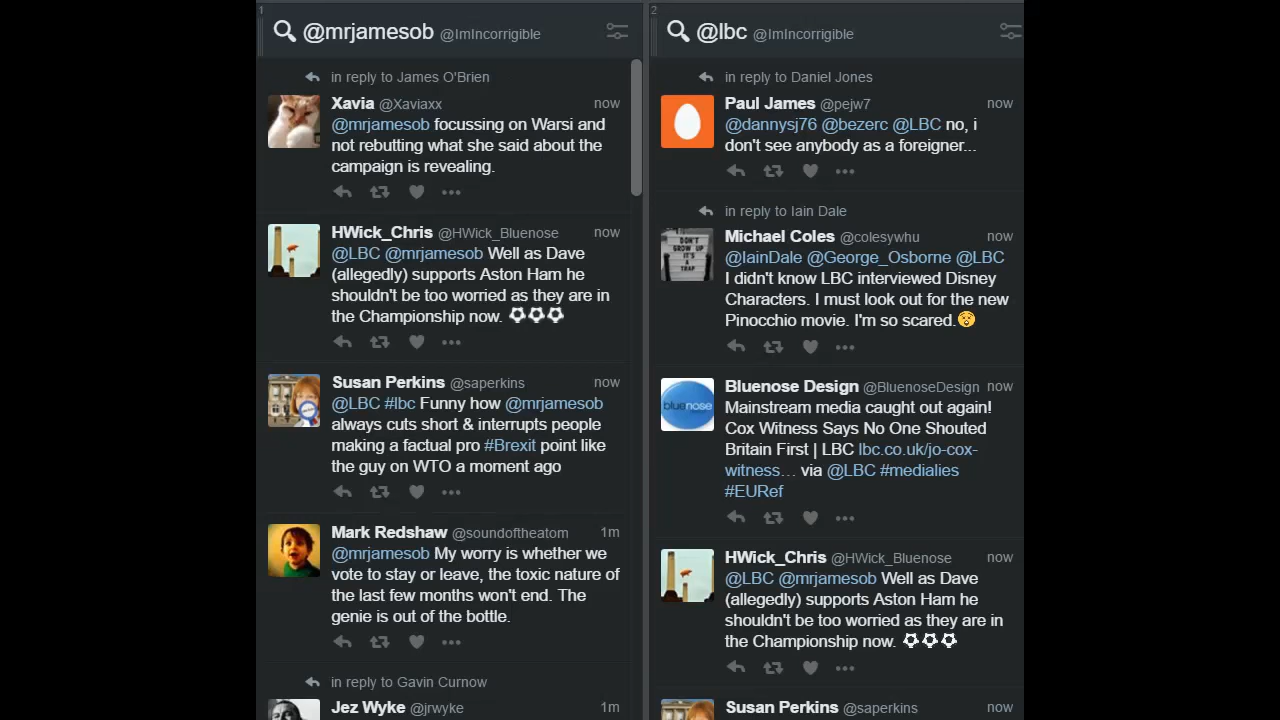 1
@mrjamesob @ImIncorrigible
in reply to James O'Brien
Xavia @Xaviaxx now
@mrjamesob focussing on Warsi and
not rebutting what she said about the
campaign is revealing.
HWick_Chris @HWick_Bluenose now
@LBC @mrjamesob Well as Dave
(allegedly) supports Aston Ham he
shouldn't be too worried as they are in
the Championship now. ⚽⚽⚽
Susan Perkins @saperkins now
@LBC #lbc Funny how @mrjamesob
always cuts short & interrupts people
making a factual pro #Brexit point like
the guy on WTO a moment ago
Mark Redshaw @soundoftheatom 1m
@mrjamesob My worry is whether we
vote to stay or leave, the toxic nature of
the last few months won't end. The
genie is out of the bottle.
in reply to Gavin Curnow
Jez Wyke @jrwyke 1m
2
@lbc @ImIncorrigible
in reply to Daniel Jones
Paul James @pejw7 now
@dannysj76 @bezerc @LBC no, i
don't see anybody as a foreigner...
in reply to Iain Dale
Michael Coles @colesywhu now
@IainDale @George_Osborne @LBC
I didn't know LBC interviewed Disney
Characters. I must look out for the new
Pinocchio movie. I'm so scared.😲
DON'T
GROW UP
IT'S
A TRAP
Bluenose Design @BluenoseDesign now
Mainstream media caught out again!
Cox Witness Says No One Shouted
Britain First | LBC lbc.co.uk/jo-cox-
witness… via @LBC #medialies
#EURef
bluenose
HWick_Chris @HWick_Bluenose now
@LBC @mrjamesob Well as Dave
(allegedly) supports Aston Ham he
shouldn't be too worried as they are in
the Championship now. ⚽⚽⚽
Susan Perkins @saperkins now